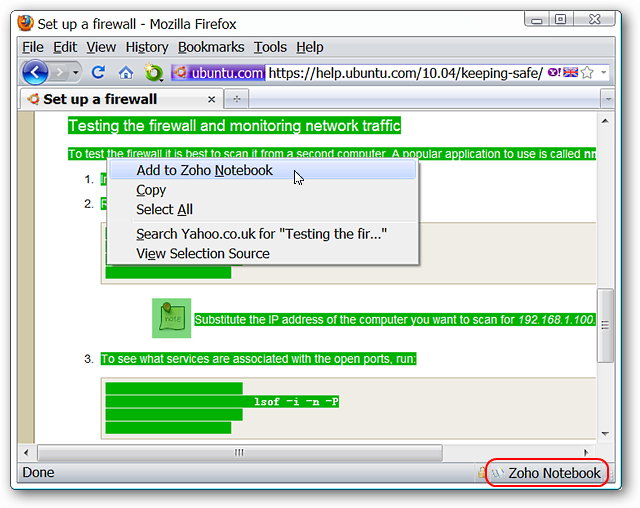 Set up a firewall - Mozilla Firefox
File Edit View History Bookmarks Tools Help
ubuntu.com https://help.ubuntu.com/10.04/keeping-safe/
Set up a firewall
Testing the firewall and monitoring network traffic
To test the firewall it is best to scan it from a second computer. A popular application to use is called
1.
Add to Zoho Notebook
2.
Copy
Select All
Search Yahoo.co.uk for "Testing the fir..."
View Selection Source
note
Substitute the IP address of the computer you want to scan for 192.168.1.100.
3. To see what services are associated with the open ports, run:
lsof -i -n -P
Done
Zoho Notebook